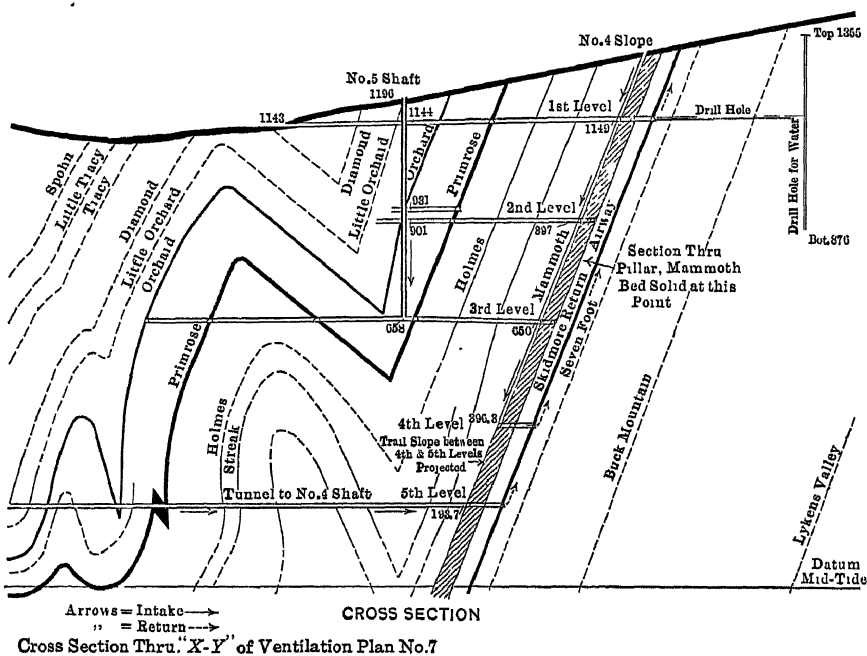 No.4 Slope
Top 1355
No.5 Shaft
1196
1143
1144
1st Level
1149
Drill Hole
Drill Hole for Water
Bot.876
Spohn
Little Tracy
Tracy
Diamond
Little Orchard
Orchard
Diamond
Little Orchard
Orchard
Primrose
931
901
2nd Level
897
Holmes
Mammoth
Skidmore Return Airway
Seven Foot
Section Thru
Pillar, Mammoth
Bed Solid at this
Point
Primrose
658
3rd Level
650
Holmes
Streak
4th Level
396.3
Trail Slope between
4th & 5th Levels
Projected
Buck Mountain
Lykens Valley
Tunnel to No.4 Shaft
5th Level
193.7
Datum
Mid-Tide
Arrows = Intake
„ = Return
CROSS SECTION
Cross Section Thru."X-Y" of Ventilation Plan No.7